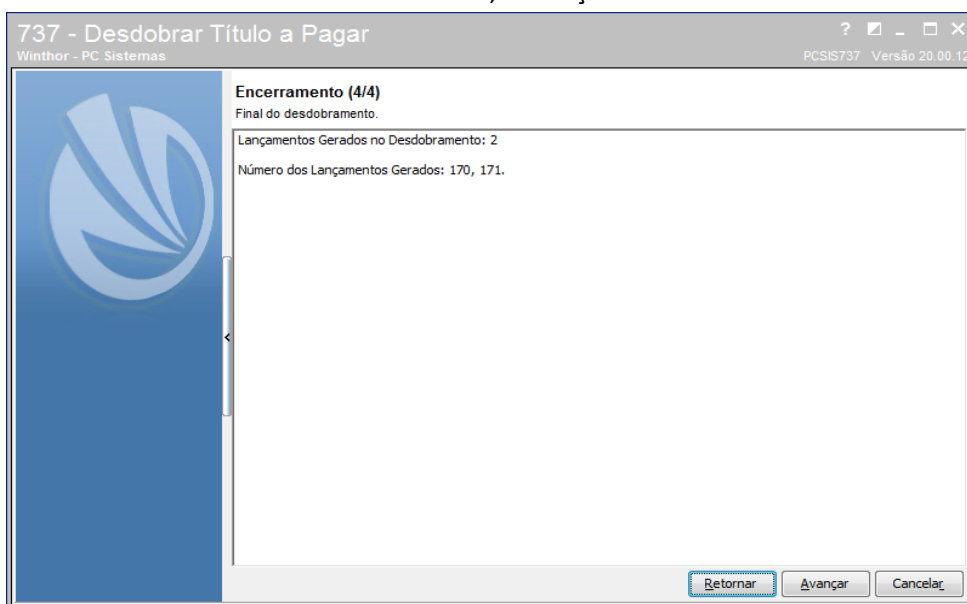 737 - Desdobrar Título a Pagar
Winthor - PC Sistemas
PCSIS737 Versão 20.00.12
Encerramento (4/4)
Final do desdobramento.
Lançamentos Gerados no Desdobramento: 2
Número dos Lançamentos Gerados: 170, 171.
Retornar
Avançar
Cancelar